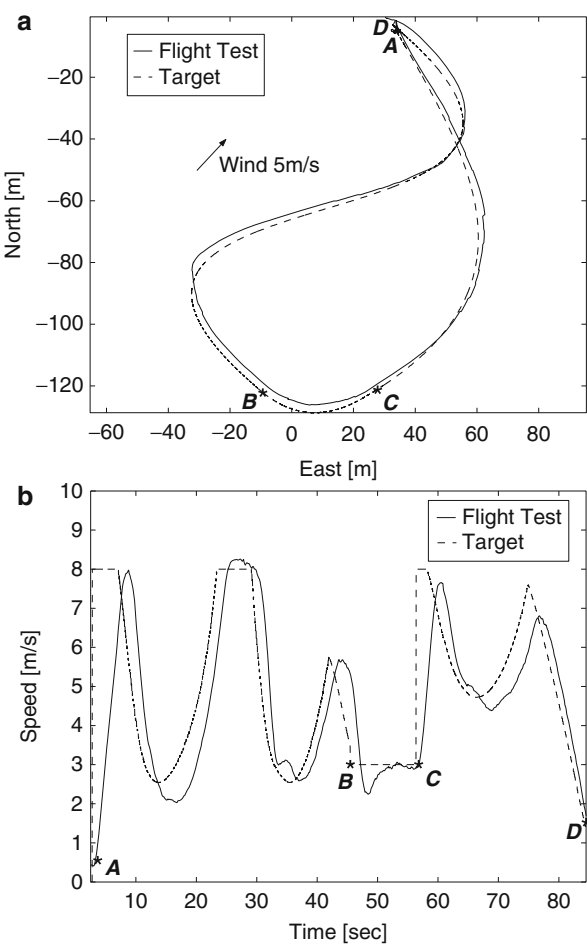 a
Flight Test
Target
D
A
Wind 5m/s
B
C
North [m]
−20
−40
−60
−80
−100
−120
−60 −40 −20 0 20 40 60 80
East [m]
b
Flight Test
Target
A
B
C
D
Speed [m/s]
10
9
8
7
6
5
4
3
2
1
0
10 20 30 40 50 60 70 80
Time [sec]